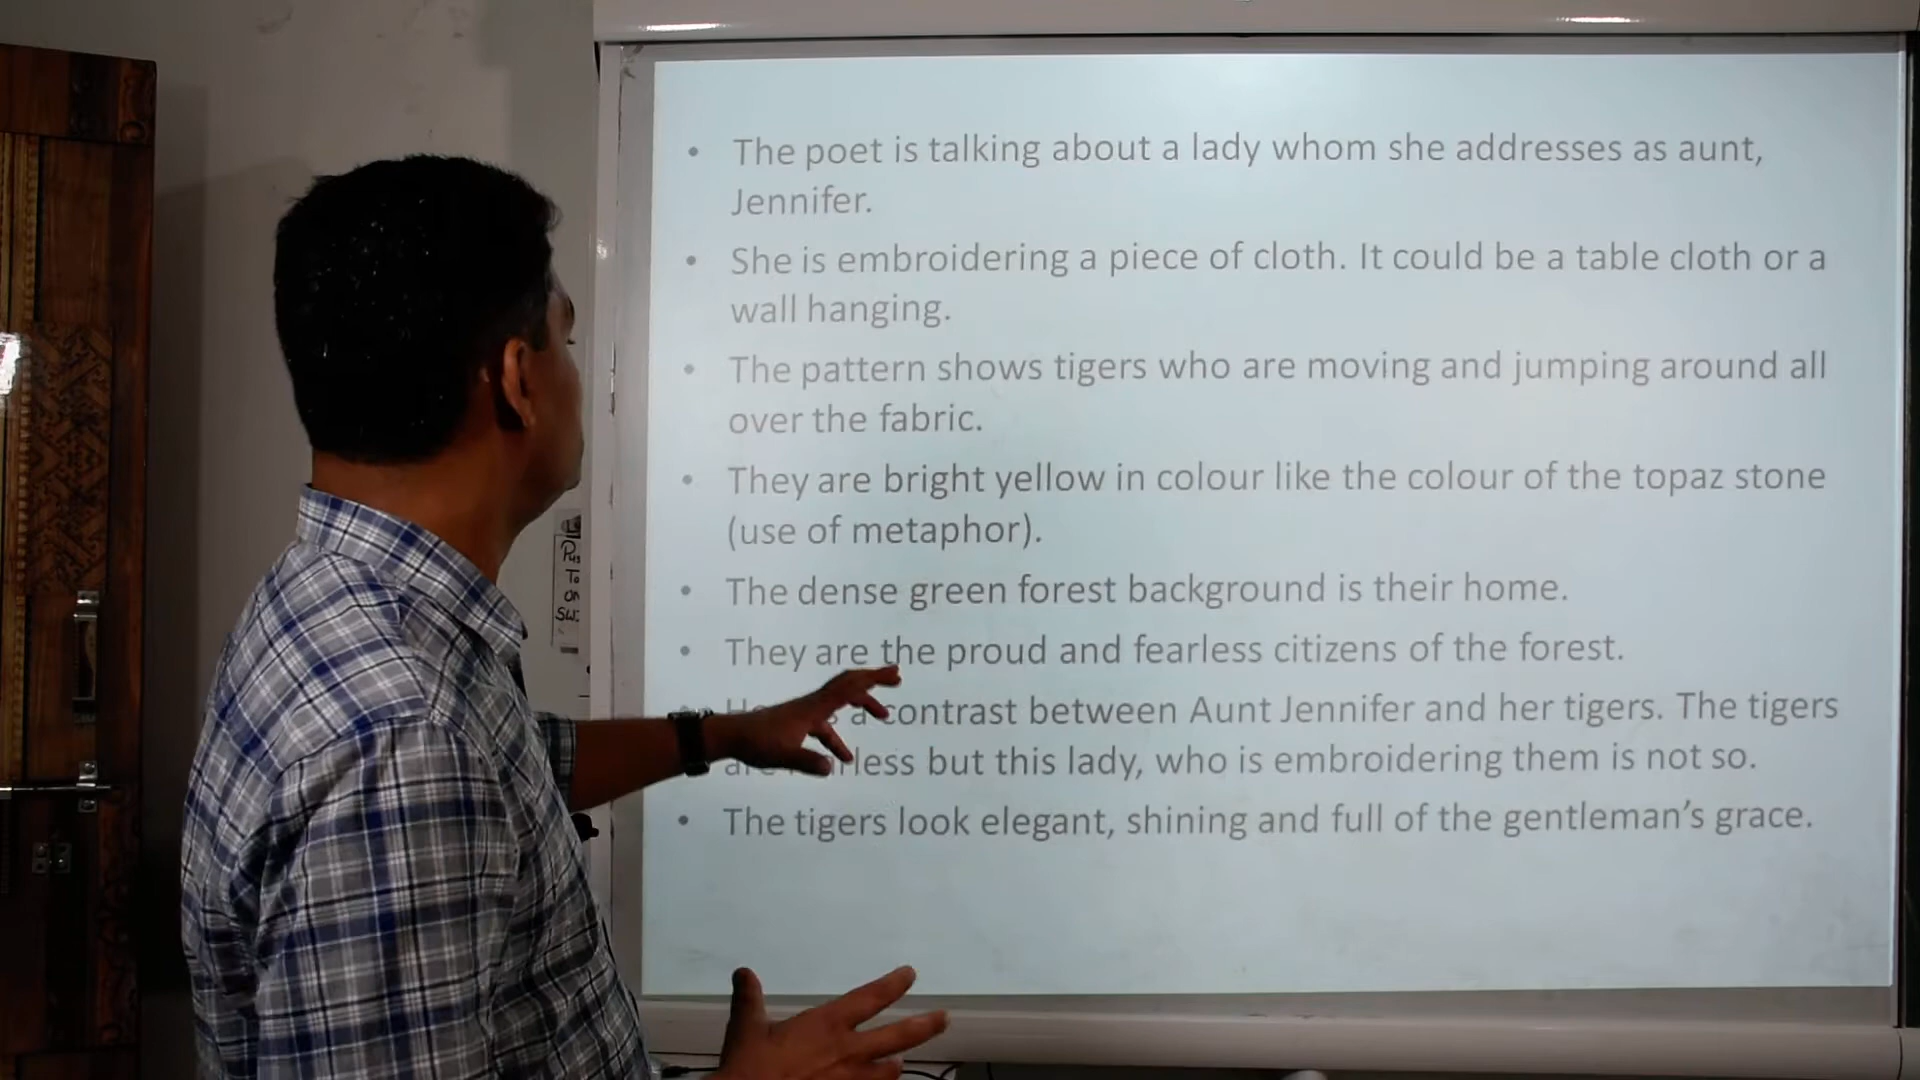 • The poet is talking about a lady whom she addresses as aunt,
Jennifer.
• She is embroidering a piece of cloth. It could be a table cloth or a
wall hanging.
• The pattern shows tigers who are moving and jumping around all
over the fabric.
• They are bright yellow in colour like the colour of the topaz stone
(use of metaphor).
• The dense green forest background is their home.
• They are the proud and fearless citizens of the forest.
a contrast between Aunt Jennifer and her tigers. The tigers
but this lady, who is embroidering them is not so.
• The tigers look elegant, shining and full of the gentleman’s grace.
To